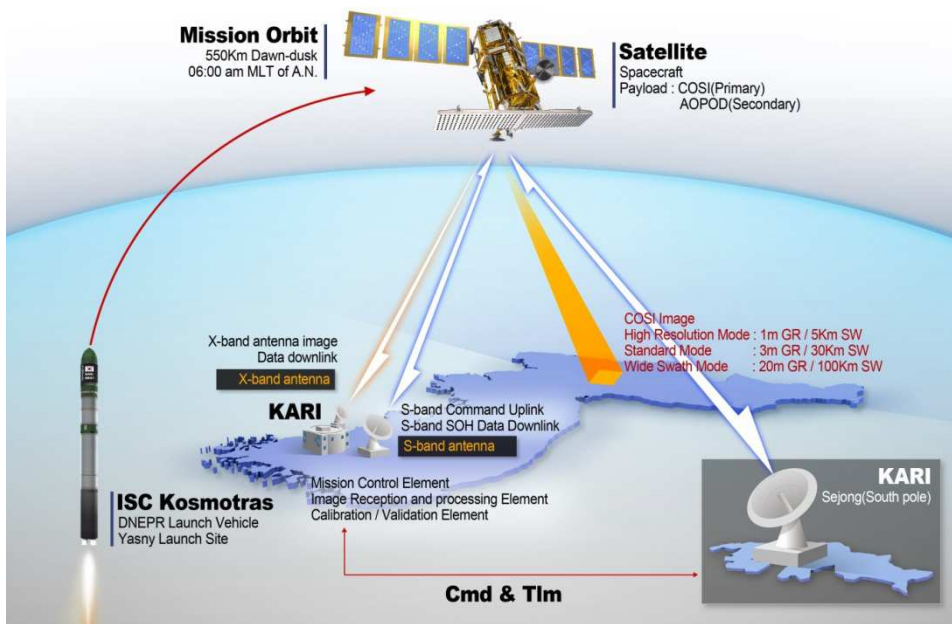 Mission Orbit
550Km Dawn-dusk
06:00 am MLT of A.N.
Satellite
Spacecraft
Payload : COSI(Primary)
AOPOD(Secondary)
COSI Image
High Resolution Mode : 1m GR / 5Km SW
Standard Mode : 3m GR / 30Km SW
Wide Swath Mode : 20m GR / 100Km SW
X-band antenna image
Data downlink
X-band antenna
KARI
S-band Command Uplink
S-band SOH Data Downlink
S-band antenna
Mission Control Element
Image Reception and processing Element
Calibration / Validation Element
KARI
Sejong(South pole)
ISC Kosmotras
DNEPR Launch Vehicle
Yasny Launch Site
Cmd & Tlm